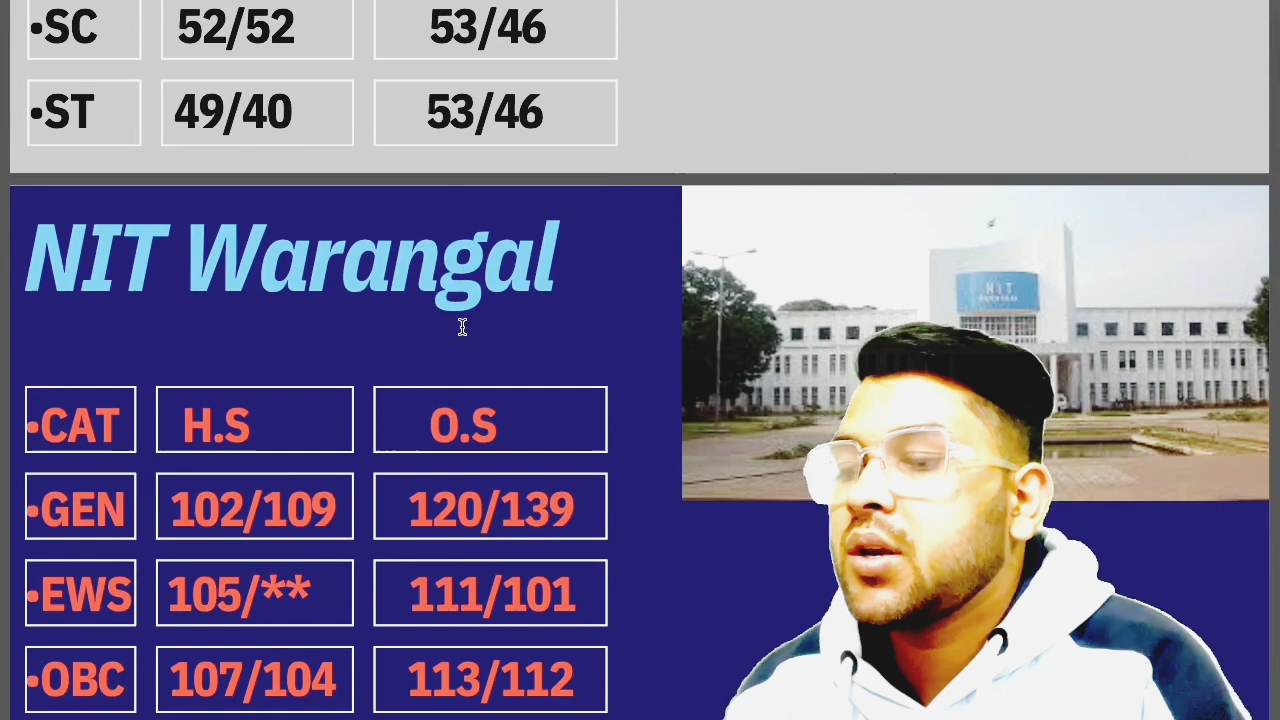 •SC 52/52 53/46
•ST 49/40 53/46
NIT Warangal
NIT
•CAT H.S O.S
•GEN 102/109 120/139
•EWS 105/** 111/101
•OBC 107/104 113/112